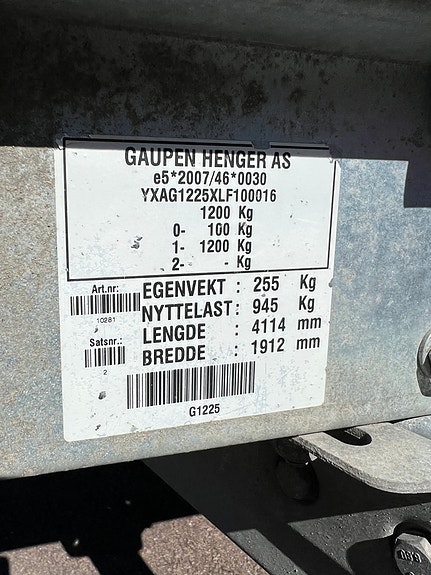 GAUPEN HENGER AS
e5*2007/46*0030
YXAG1225XLF100016
1200 Kg
0- 100 Kg
1- 1200 Kg
2- - Kg
Art.nr:
10281
Satsnr.:
2
EGENVEKT : 255 Kg
NYTTELAST : 945 Kg
LENGDE : 4114 mm
BREDDE : 1912 mm
G1225